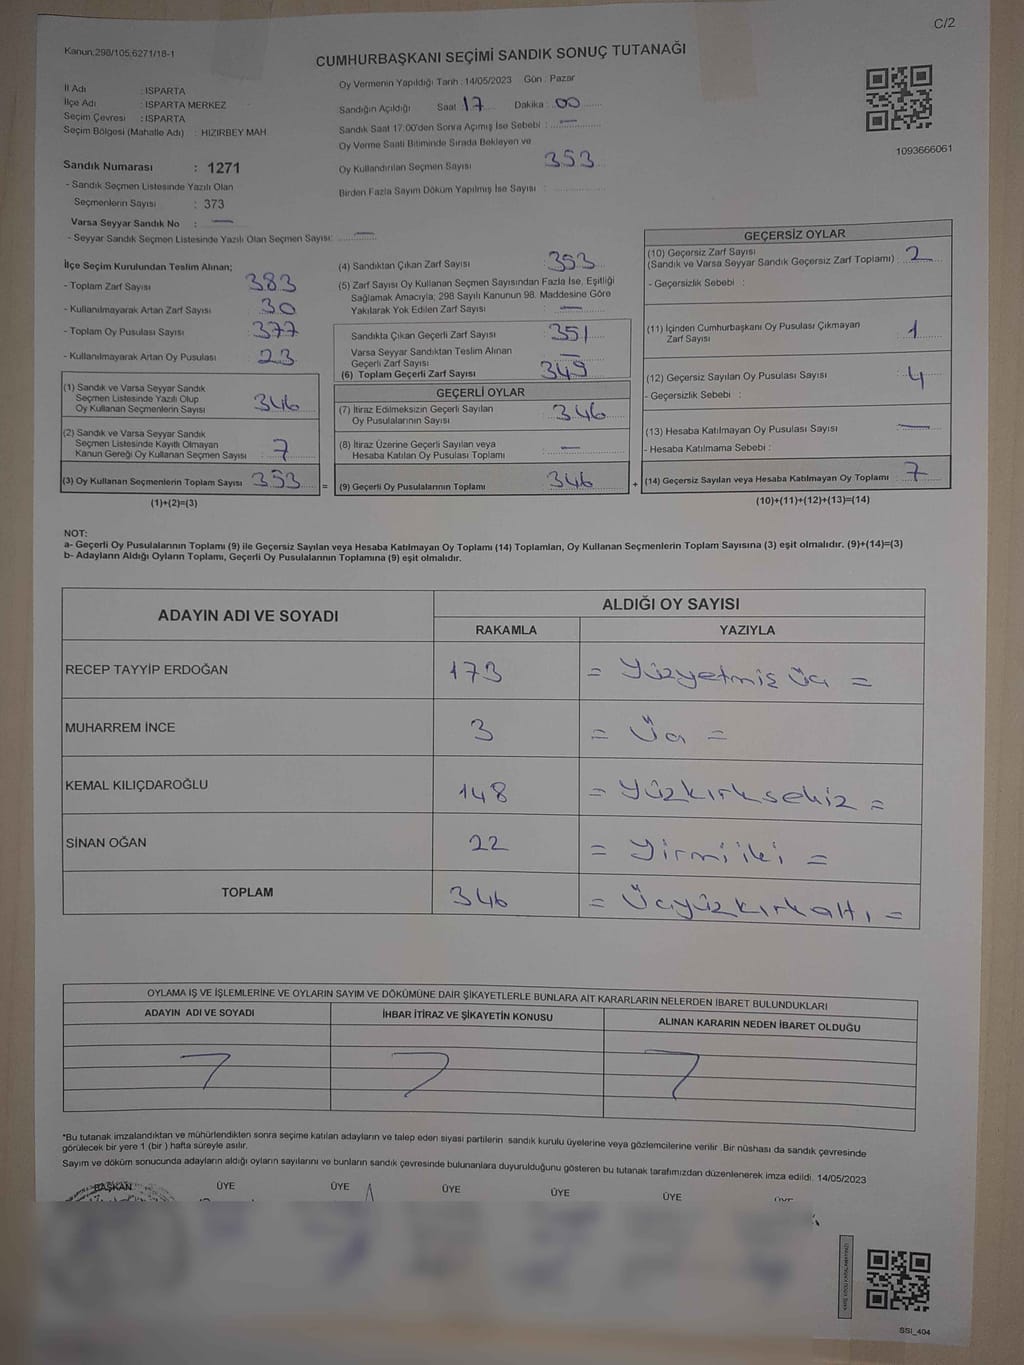 C/2
Kanun.298/105,6271/18-1
CUMHURBAŞKANI SEÇİMİ SANDIK SONUÇ TUTANAĞI
İl Adı : ISPARTA
İlçe Adı : ISPARTA MERKEZ
Seçim Çevresi : ISPARTA
Seçim Bölgesi (Mahalle Adı) : HIZIRBEY MAH.
Sandık Numarası : 1271
- Sandık Seçmen Listesinde Yazılı Olan
Seçmenlerin Sayısı : 373
Varsa Seyyar Sandık No : —
- Seyyar Sandık Seçmen Listesinde Yazılı Olan Seçmen Sayısı: —
Oy Vermenin Yapıldığı Tarih : 14/05/2023 Gün : Pazar
Sandığın Açıldığı Saat 17 Dakika : 00
Sandık Saat 17:00'den Sonra Açımış İse Sebebi : —
Oy Verme Saati Bitiminde Sırada Bekleyen ve
Oy Kullandırılan Seçmen Sayısı 353
Birden Fazla Sayım Döküm Yapılmış İse Sayısı :
1093666061
İlçe Seçim Kurulundan Teslim Alınan;
- Toplam Zarf Sayısı 383
- Kullanılmayarak Artan Zarf Sayısı 30
- Toplam Oy Pusulası Sayısı 377
- Kullanılmayarak Artan Oy Pusulası 23
(1) Sandık ve Varsa Seyyar Sandık
Seçmen Listesinde Yazılı Olup
Oy Kullanan Seçmenlerin Sayısı 346
(2) Sandık ve Varsa Seyyar Sandık
Seçmen Listesinde Kayıtlı Olmayan
Kanun Gereği Oy Kullanan Seçmen Sayısı 7
(3) Oy Kullanan Seçmenlerin Toplam Sayısı 353
(1)+(2)=(3)
=
(4) Sandıktan Çıkan Zarf Sayısı 353
(5) Zarf Sayısı Oy Kullanan Seçmen Sayısından Fazla İse, Eşitliği
Sağlamak Amacıyla; 298 Sayılı Kanunun 98. Maddesine Göre
Yakılarak Yok Edilen Zarf Sayısı : —
Sandıkta Çıkan Geçerli Zarf Sayısı 351
Varsa Seyyar Sandıktan Teslim Alınan
Geçerli Zarf Sayısı —
(6) Toplam Geçerli Zarf Sayısı 349
GEÇERLİ OYLAR
(7) İtiraz Edilmeksizin Geçerli Sayılan
Oy Pusulalarının Sayısı : 346
(8) İtiraz Üzerine Geçerli Sayılan veya
Hesaba Katılan Oy Pusulası Toplamı : —
(9) Geçerli Oy Pusulalarının Toplamı 346
+
GEÇERSİZ OYLAR
(10) Geçersiz Zarf Sayısı
(Sandık ve Varsa Seyyar Sandık Geçersiz Zarf Toplamı) : 2
- Geçersizlik Sebebi :
(11) İçinden Cumhurbaşkanı Oy Pusulası Çıkmayan
Zarf Sayısı : 1
(12) Geçersiz Sayılan Oy Pusulası Sayısı : 4
- Geçersizlik Sebebi :
(13) Hesaba Katılmayan Oy Pusulası Sayısı : —
- Hesaba Katılmama Sebebi :
(14) Geçersiz Sayılan veya Hesaba Katılmayan Oy Toplamı : 7
(10)+(11)+(12)+(13)=(14)
NOT:
a- Geçerli Oy Pusulalarının Toplamı (9) ile Geçersiz Sayılan veya Hesaba Katılmayan Oy Toplamı (14) Toplamları, Oy Kullanan Seçmenlerin Toplam Sayısına (3) eşit olmalıdır. (9)+(14)=(3)
b- Adayların Aldığı Oyların Toplamı, Geçerli Oy Pusulalarının Toplamına (9) eşit olmalıdır.
ADAYIN ADI VE SOYADI
ALDIĞI OY SAYISI
RAKAMLA YAZIYLA
RECEP TAYYİP ERDOĞAN 173 = Yüzyetmiş üç =
MUHARREM İNCE 3 = Üç =
KEMAL KILIÇDAROĞLU 148 = Yüzkırksekiz =
SİNAN OĞAN 22 = Yirmi iki =
TOPLAM 346 = Üçyüzkırkaltı =
OYLAMA İŞ VE İŞLEMLERİNE VE OYLARIN SAYIM VE DÖKÜMÜNE DAİR ŞİKAYETLERLE BUNLARA AİT KARARLARIN NELERDEN İBARET BULUNDUKLARI
ADAYIN ADI VE SOYADI İHBAR İTİRAZ VE ŞİKAYETİN KONUSU ALINAN KARARIN NEDEN İBARET OLDUĞU
*Bu tutanak imzalandıktan ve mühürlendikten sonra seçime katılan adayların ve talep eden siyasi partilerin sandık kurulu üyelerine veya gözlemcilerine verilir. Bir nüshası da sandık çevresinde
görülecek bir yere 1 (bir ) hafta süreyle asılır.
Sayım ve döküm sonucunda adayların aldığı oyların sayılarını ve bunların sandık çevresinde bulunanlara duyurulduğunu gösteren bu tutanak tarafımızdan düzenlenerek imza edildi. 14/05/2023
BAŞKAN ÜYE ÜYE ÜYE ÜYE ÜYE ÜYE
SSI_404